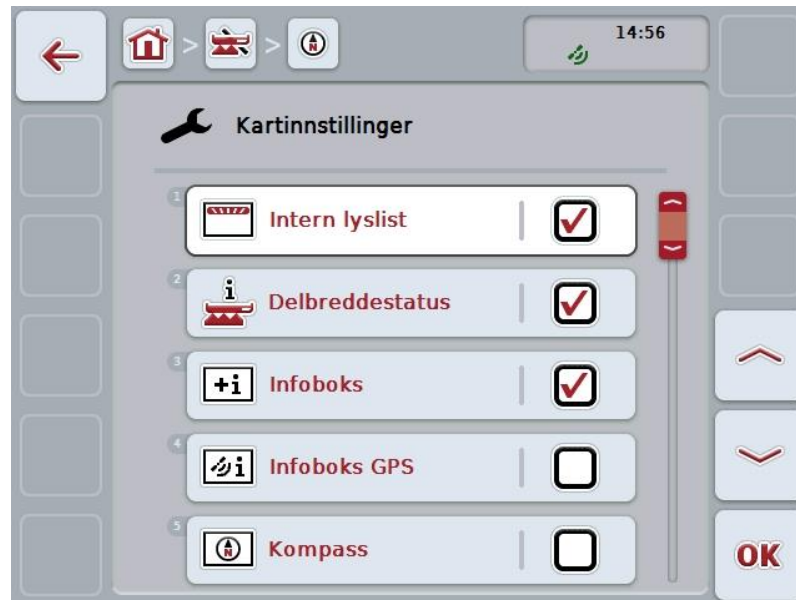 14:56
Kartinnstillinger
1
Intern lyslist
2
Delbreddestatus
3
Infoboks
4
Infoboks GPS
5
Kompass
OK